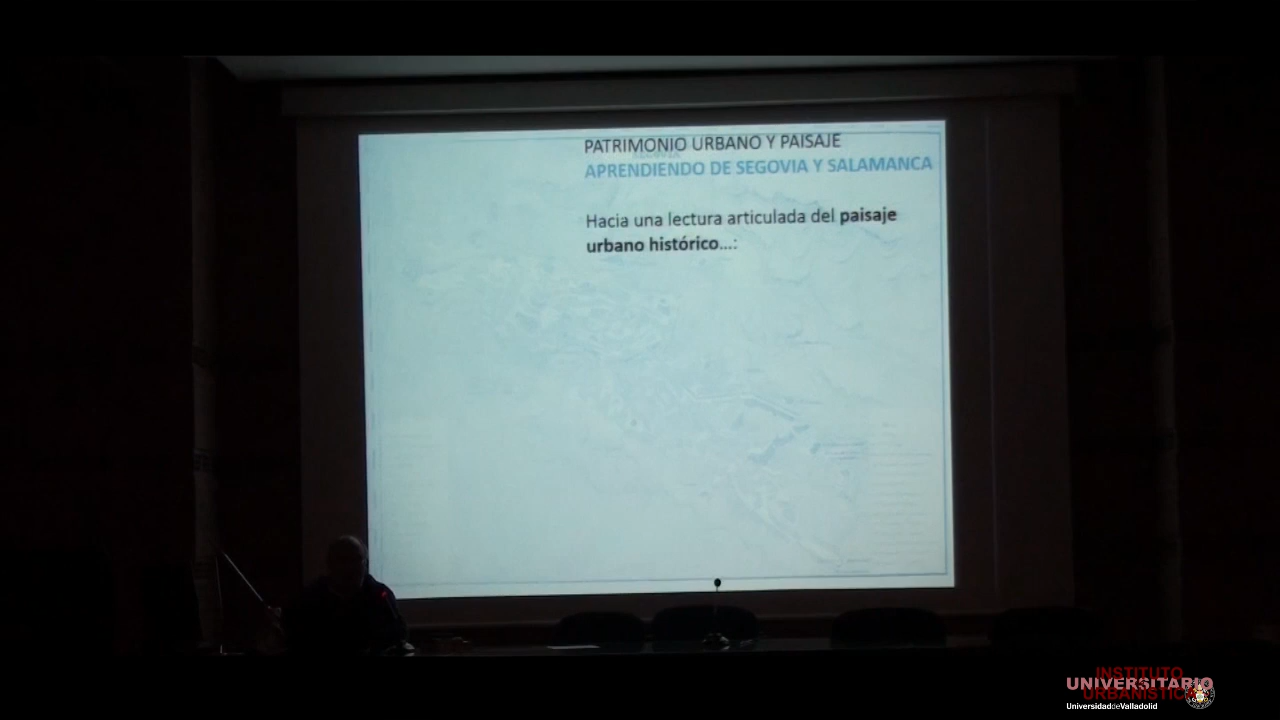 PATRIMONIO URBANO Y PAISAJE
APRENDIENDO DE SEGOVIA Y SALAMANCA
Hacia una lectura articulada del paisaje
urbano histórico...:
INSTITUTO
UNIVERSITARIO
URBANÍSTICA
UniversidaddeValladolid